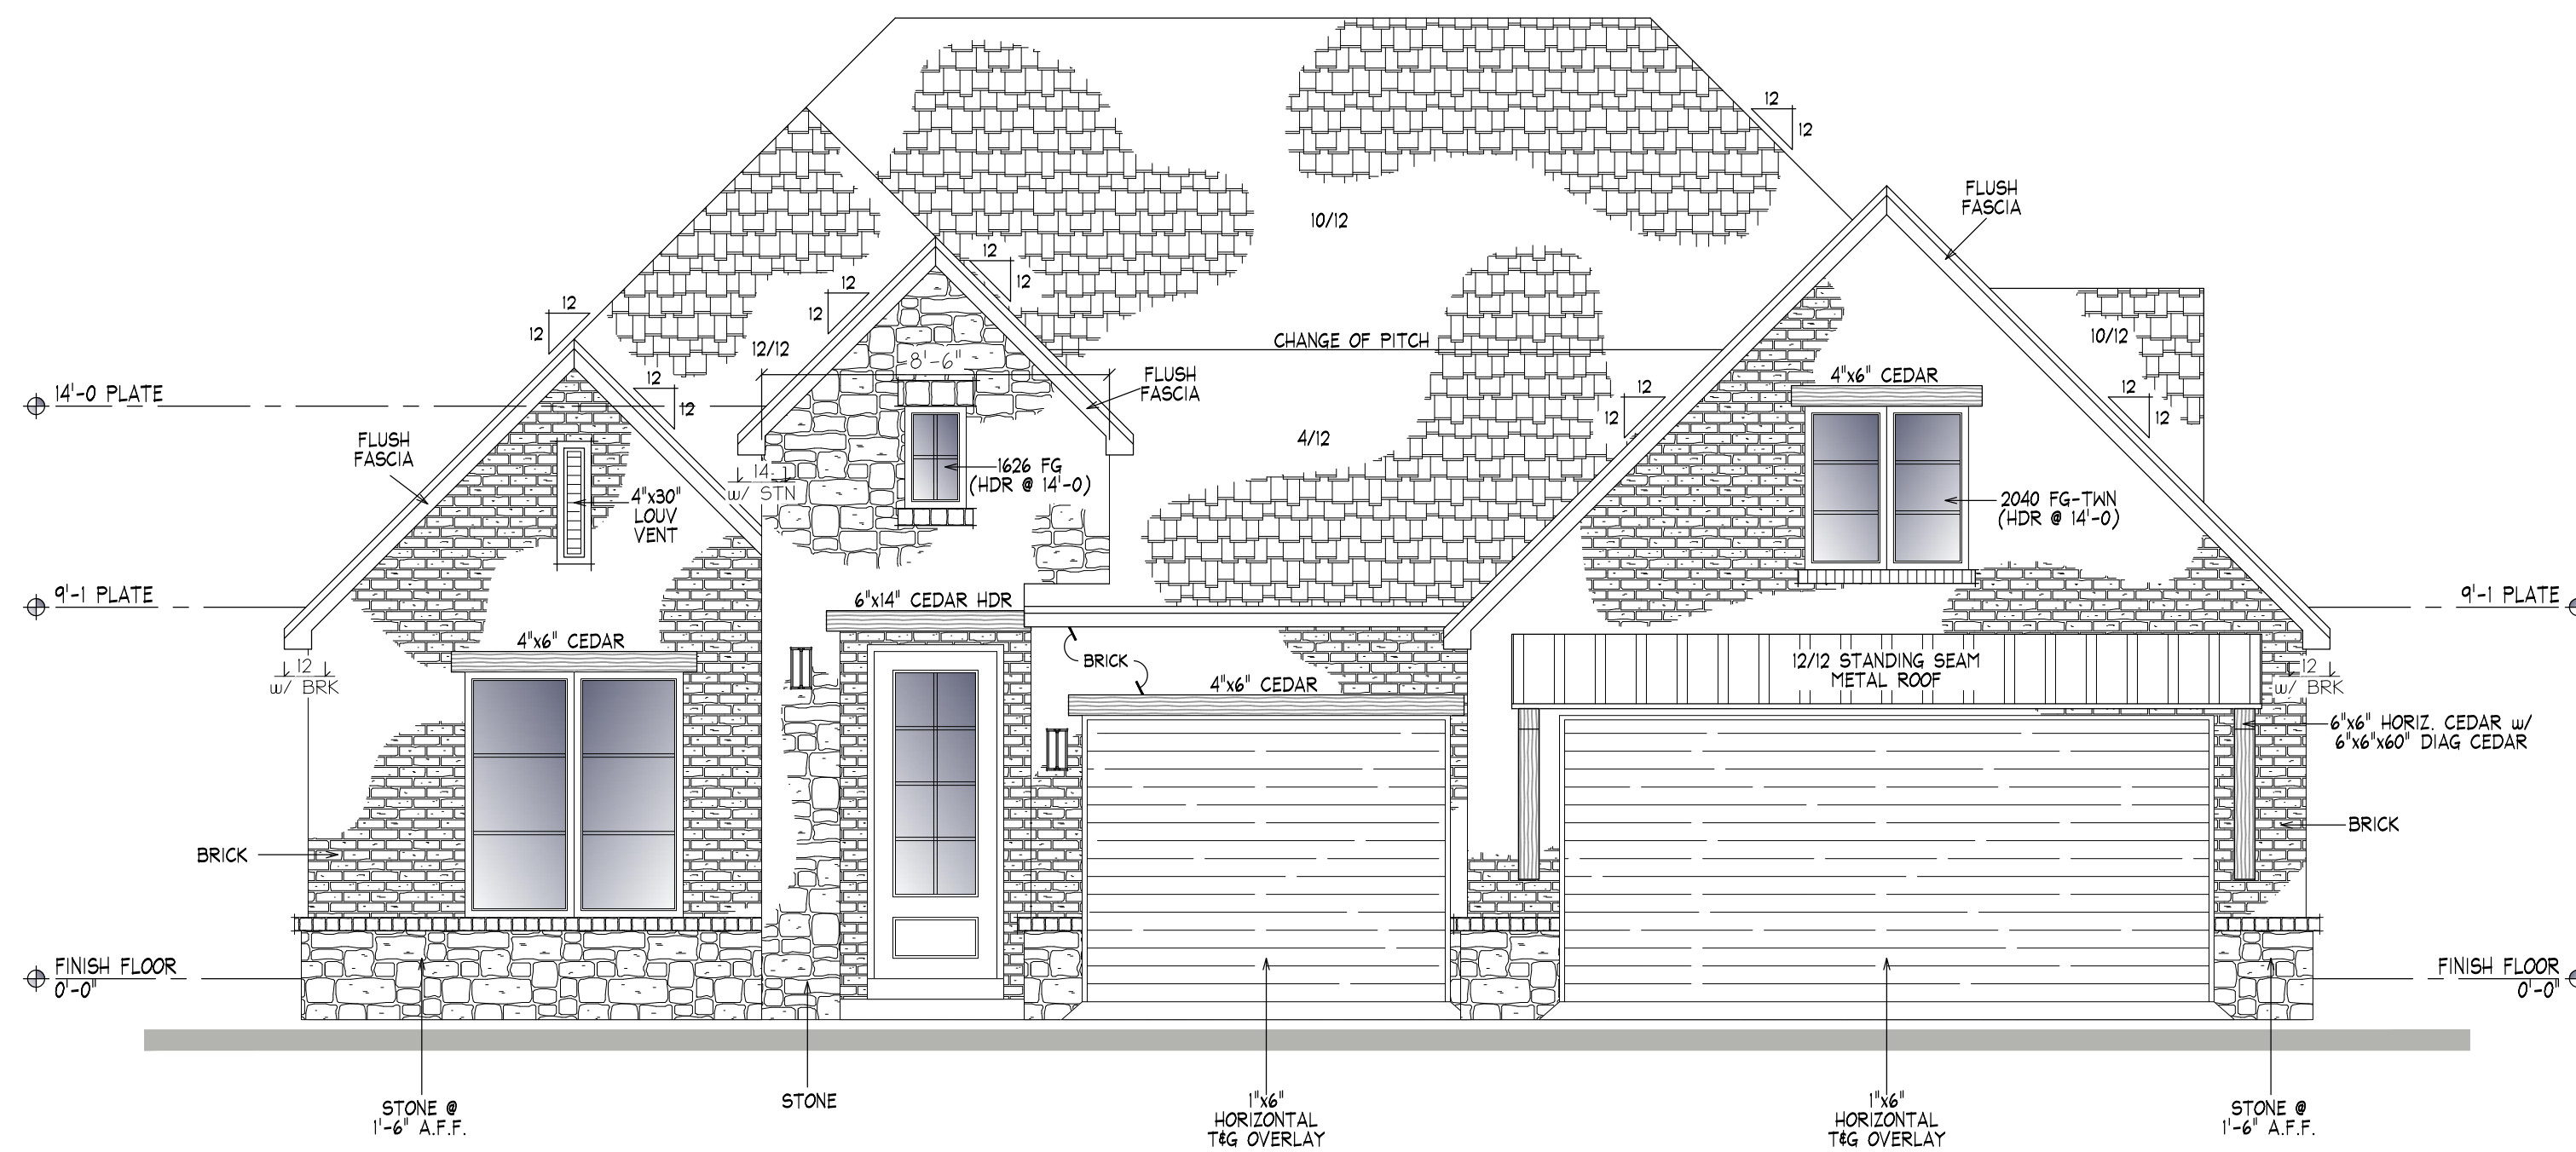 12
12
FLUSH
FASCIA
10/12
12
12
12
12
12
12
10/12
CHANGE OF PITCH
12/12
8'-6"
4"x6" CEDAR
FLUSH
FASCIA
12
12
12
12
12
12
14'-0 PLATE
4/12
FLUSH
FASCIA
1626 FG
(HDR @ 14'-0)
14
w/ STN
4"x30"
LOUV
VENT
2040 FG-TWN
(HDR @ 14'-0)
9'-1 PLATE
6"x14" CEDAR HDR
9'-1 PLATE
4"x6" CEDAR
BRICK
12/12 STANDING SEAM
METAL ROOF
12
w/ BRK
4"x6" CEDAR
12
w/ BRK
6"x6" HORIZ. CEDAR w/
6"x6"x60" DIAG CEDAR
BRICK
BRICK
FINISH FLOOR
0'-0"
FINISH FLOOR
0'-0"
STONE @
1'-6" A.F.F.
STONE
1"x6"
HORIZONTAL
T&G OVERLAY
1"x6"
HORIZONTAL
T&G OVERLAY
STONE @
1'-6" A.F.F.